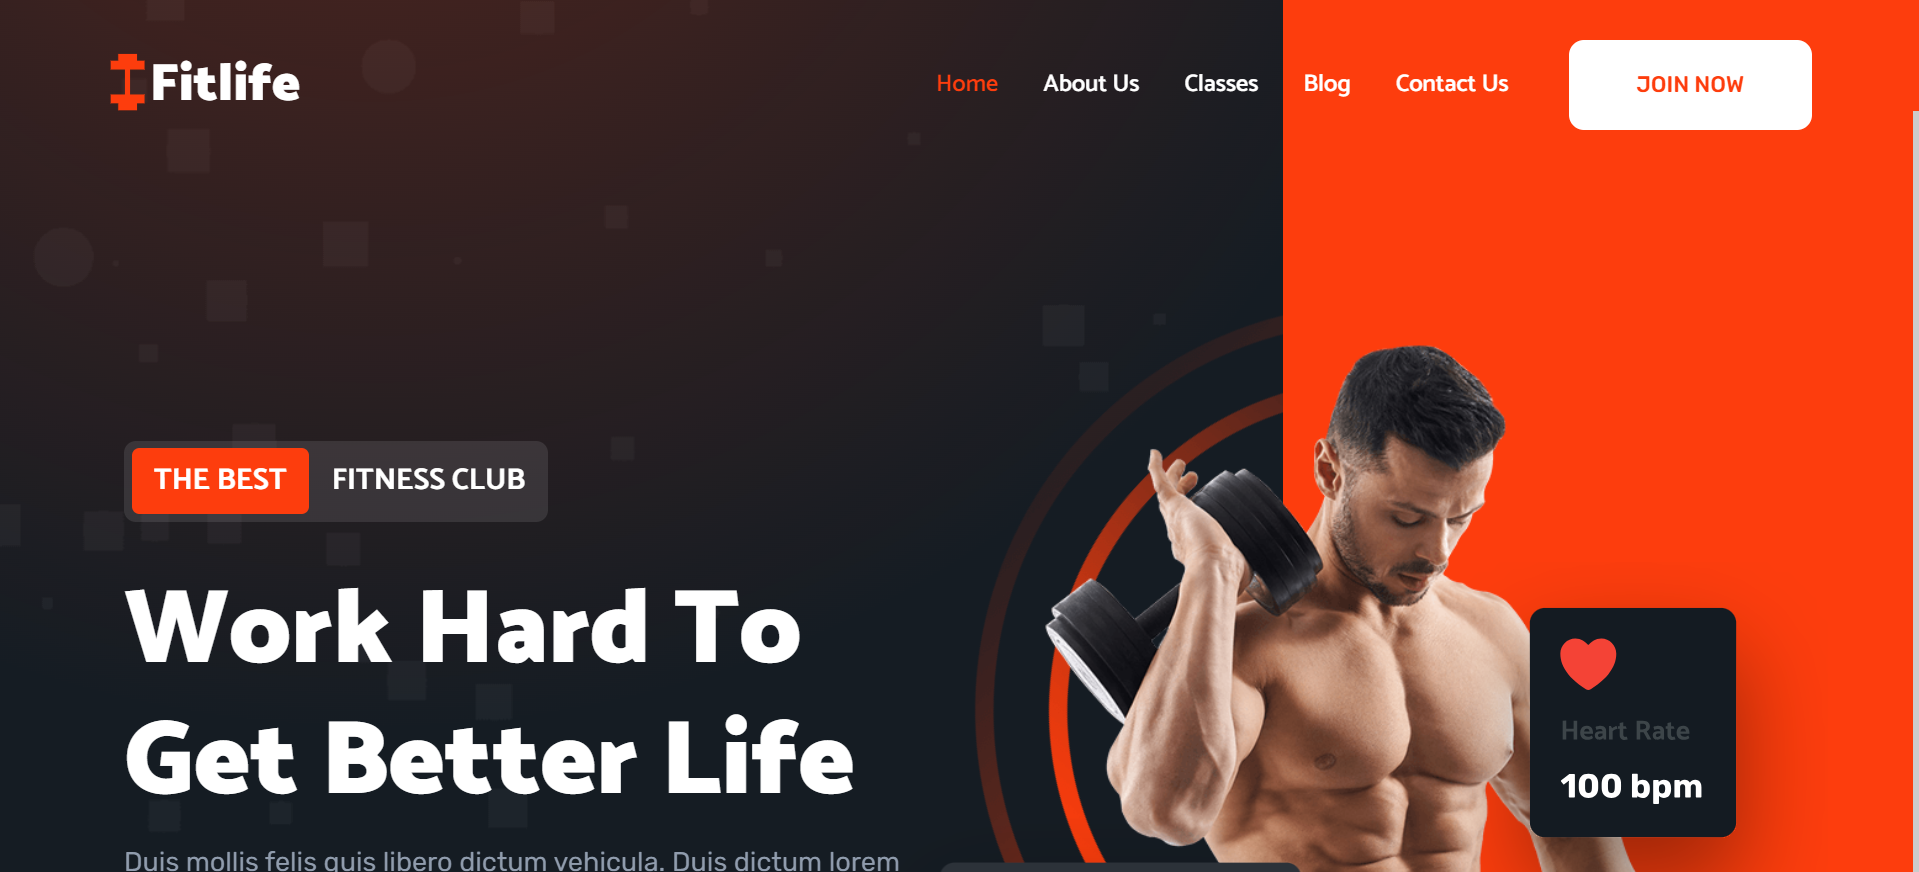 Fitlife
Home About Us Classes Blog Contact Us JOIN NOW
THE BEST FITNESS CLUB
Work Hard To
Get Better Life
Heart Rate
100 bpm
Duis mollis felis quis libero dictum vehicula. Duis dictum lorem